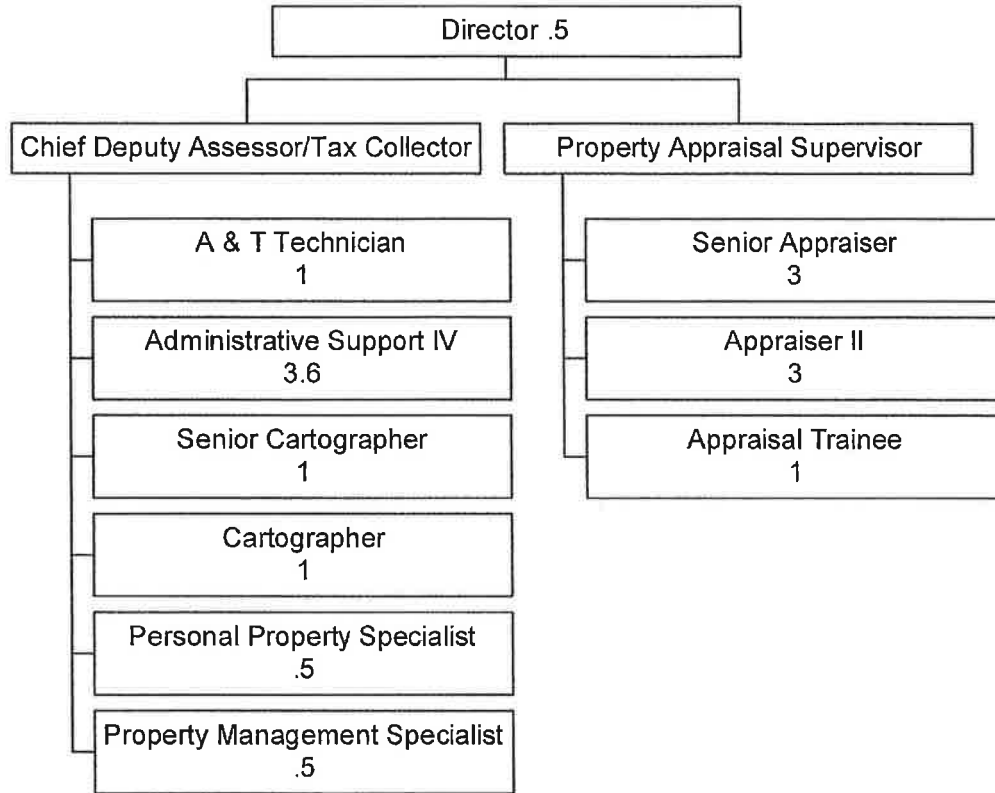 Director .5
Chief Deputy Assessor/Tax Collector
A & T Technician
1
Administrative Support IV
3.6
Senior Cartographer
1
Cartographer
1
Personal Property Specialist
.5
Property Management Specialist
.5
Property Appraisal Supervisor
Senior Appraiser
3
Appraiser II
3
Appraisal Trainee
1